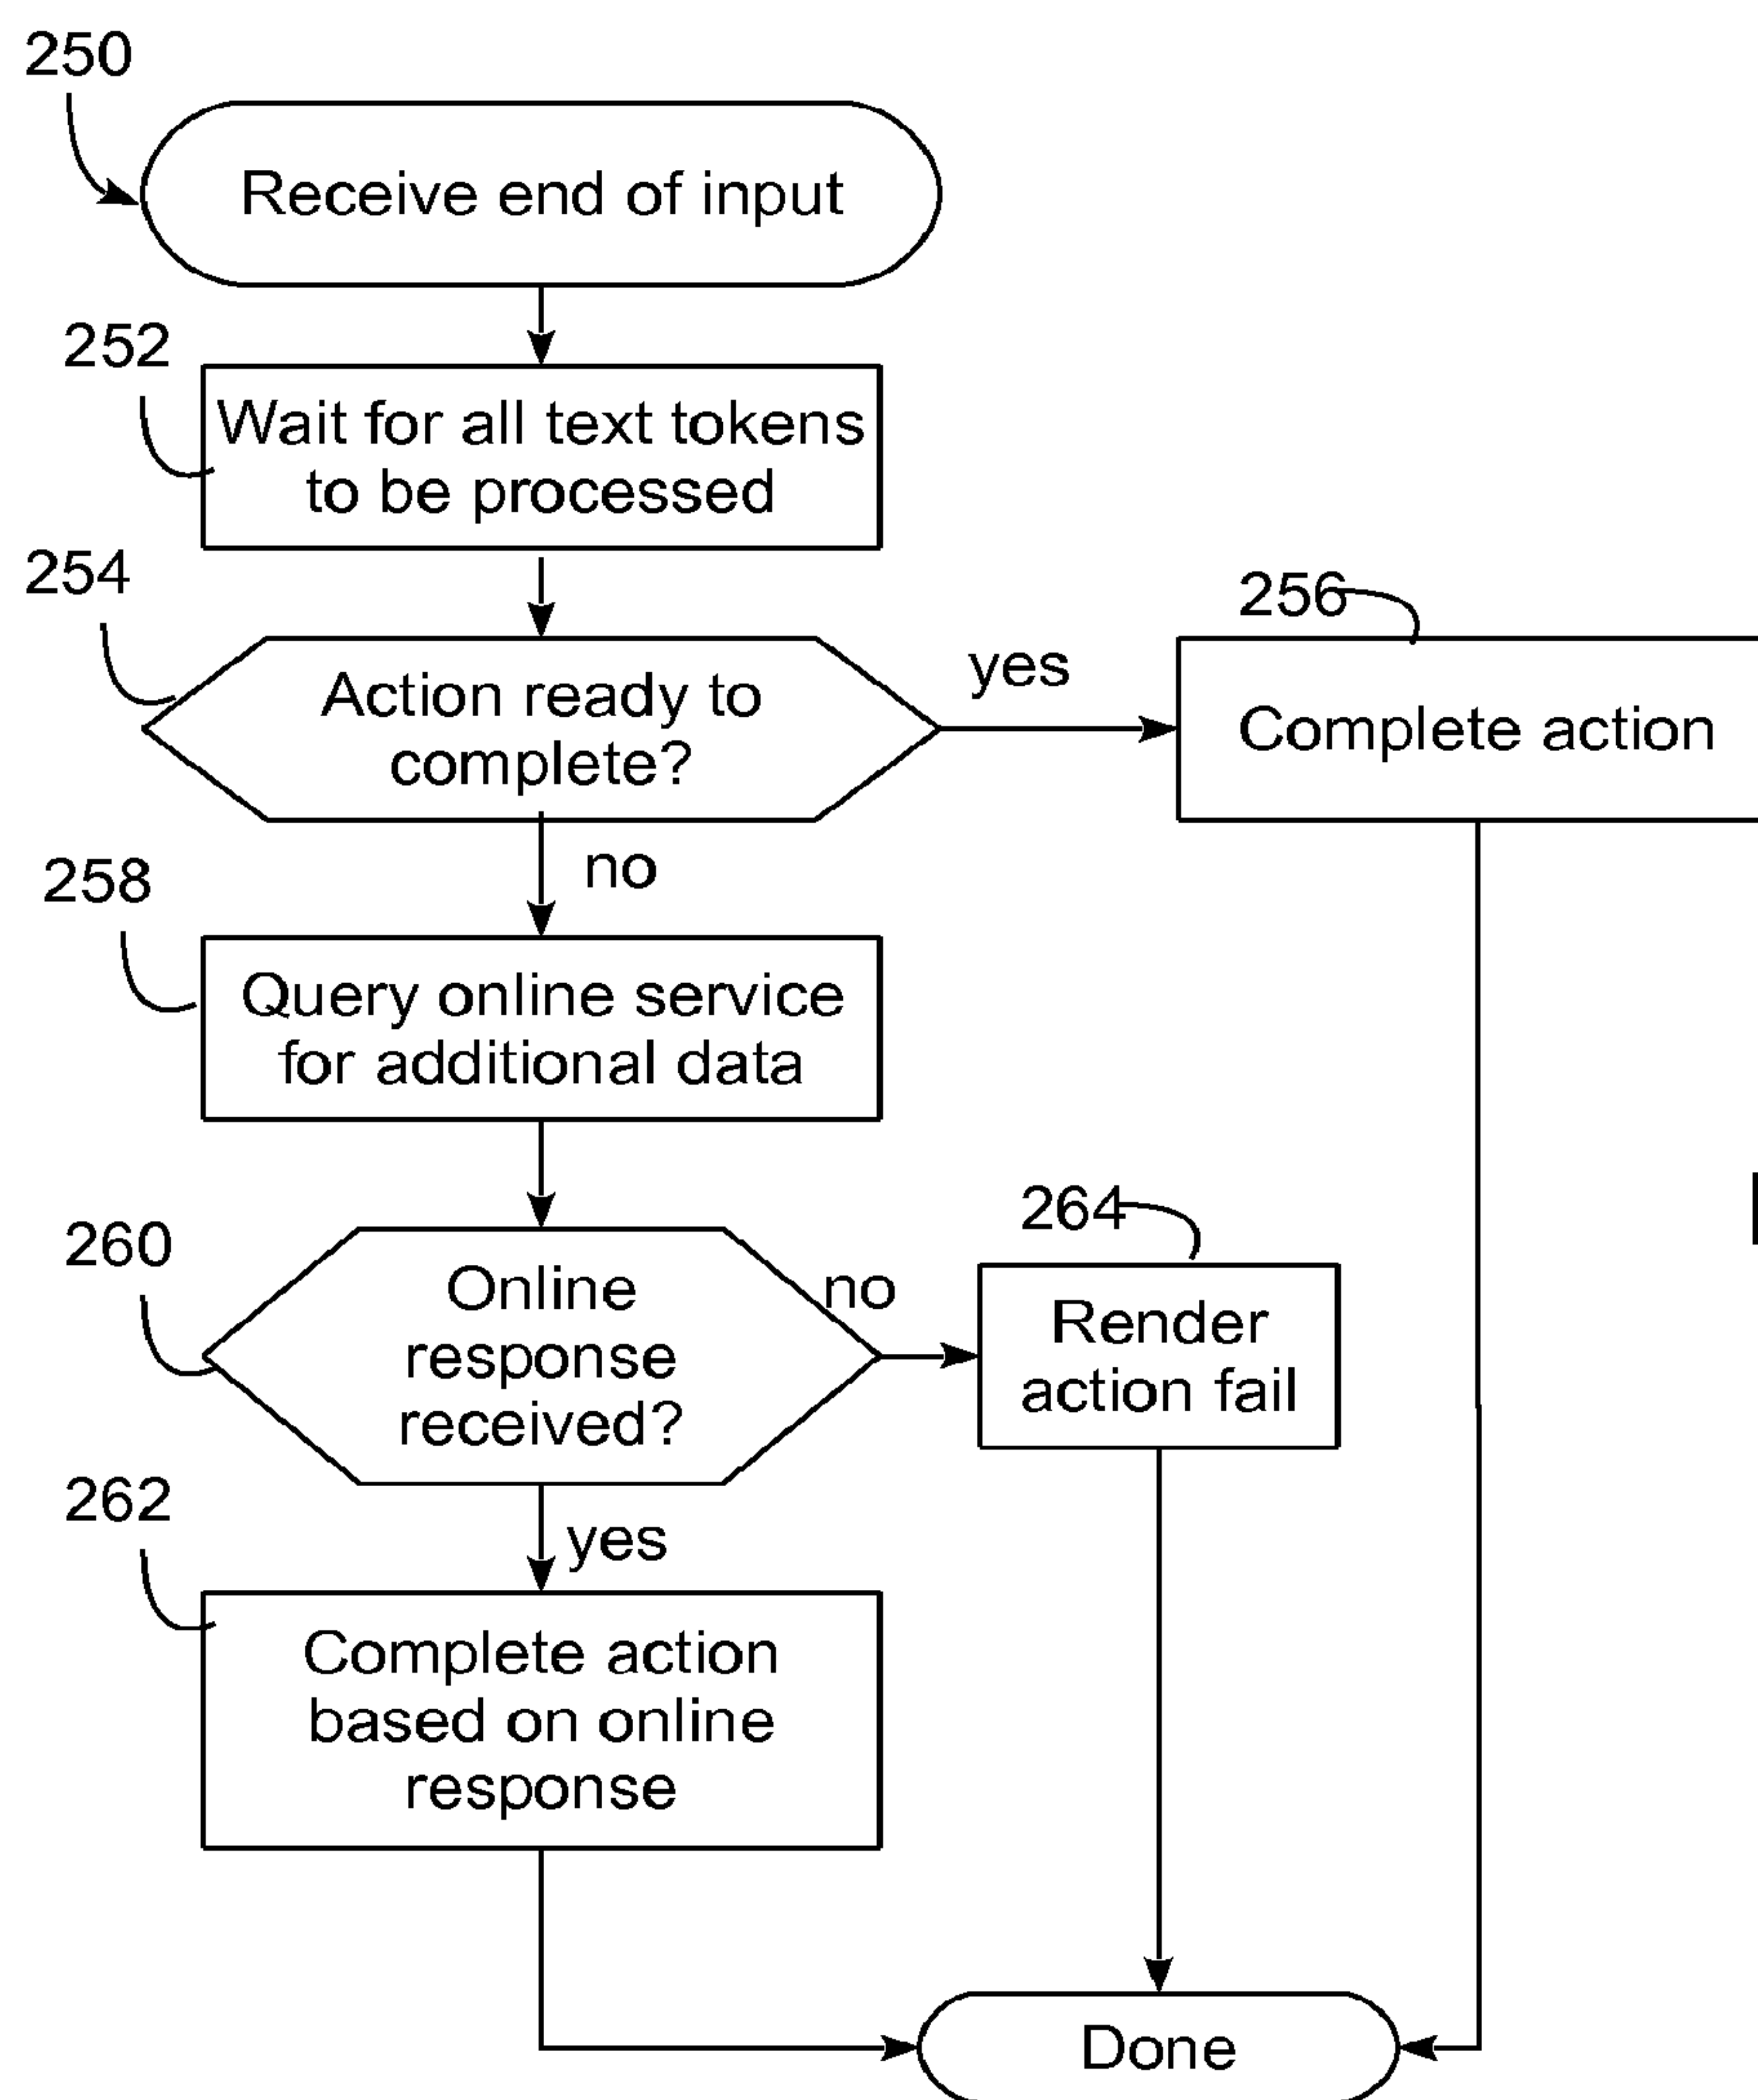 250
Receive end of input
252
Wait for all text tokens
to be processed
254
Action ready to
complete?
yes
256
Complete action
no
258
Query online service
for additional data
260
Online
response
received?
no
264
Render
action fail
262
yes
Complete action
based on online
response
Done